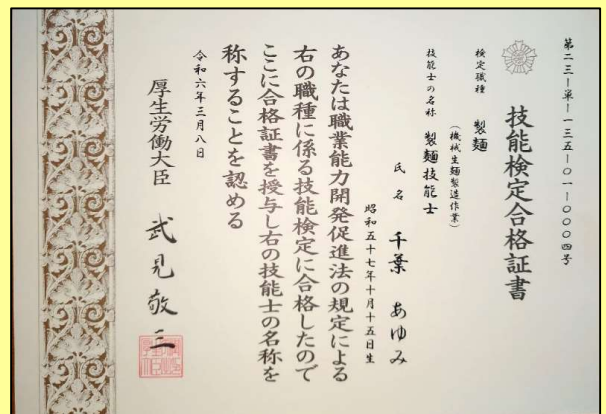 第二三―単―一三五―〇一―〇〇〇四号
技能検定合格証書
検定職種 製麺
(機械生麺製造作業)
技能士の名称 製麺技能士
氏名 千葉 あゆみ
昭和五十七年十月十五日生
あなたは職業能力開発促進法の規定による
右の職種に係る技能検定に合格したので
ここに合格証書を授与し右の技能士の名称を
称することを認める
令和六年三月八日
厚生労働大臣 武見敬三